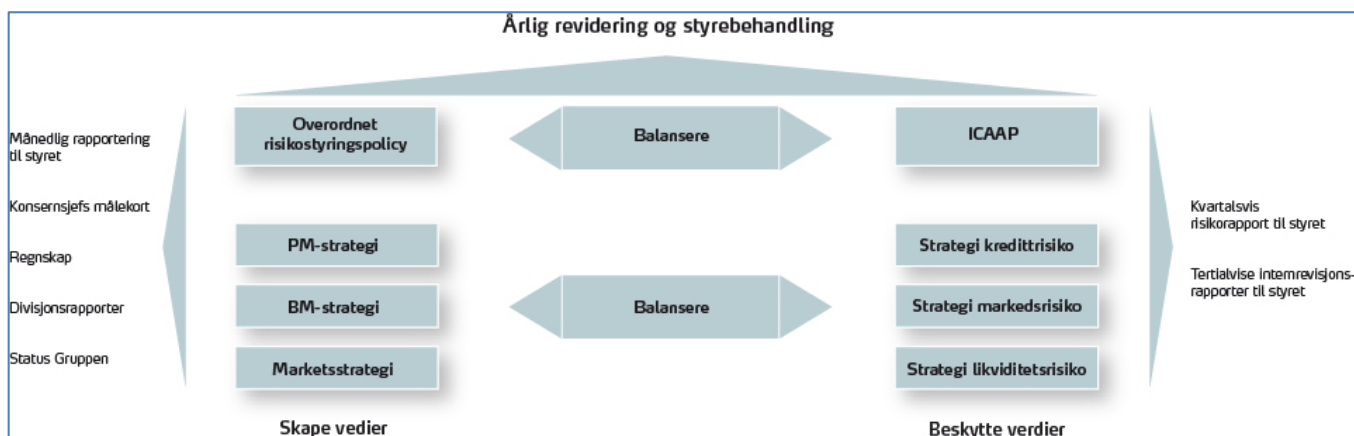 Årlig revidering og styrebehandling
Månedlig rapportering
til styret
Konsernsjefs målekort
Regnskap
Divisjonsrapporter
Status Gruppen
Overordnet
risikostyringspolicy
Balansere
ICAAP
PM-strategi
BM-strategi
Marketsstrategi
Balansere
Strategi kredittrisiko
Strategi markedsrisiko
Strategi likviditetsrisiko
Kvartalsvis
risikorapport til styret
Tertialvise internrevisjons-
rapporter til styret
Skape vedier
Beskytte verdier